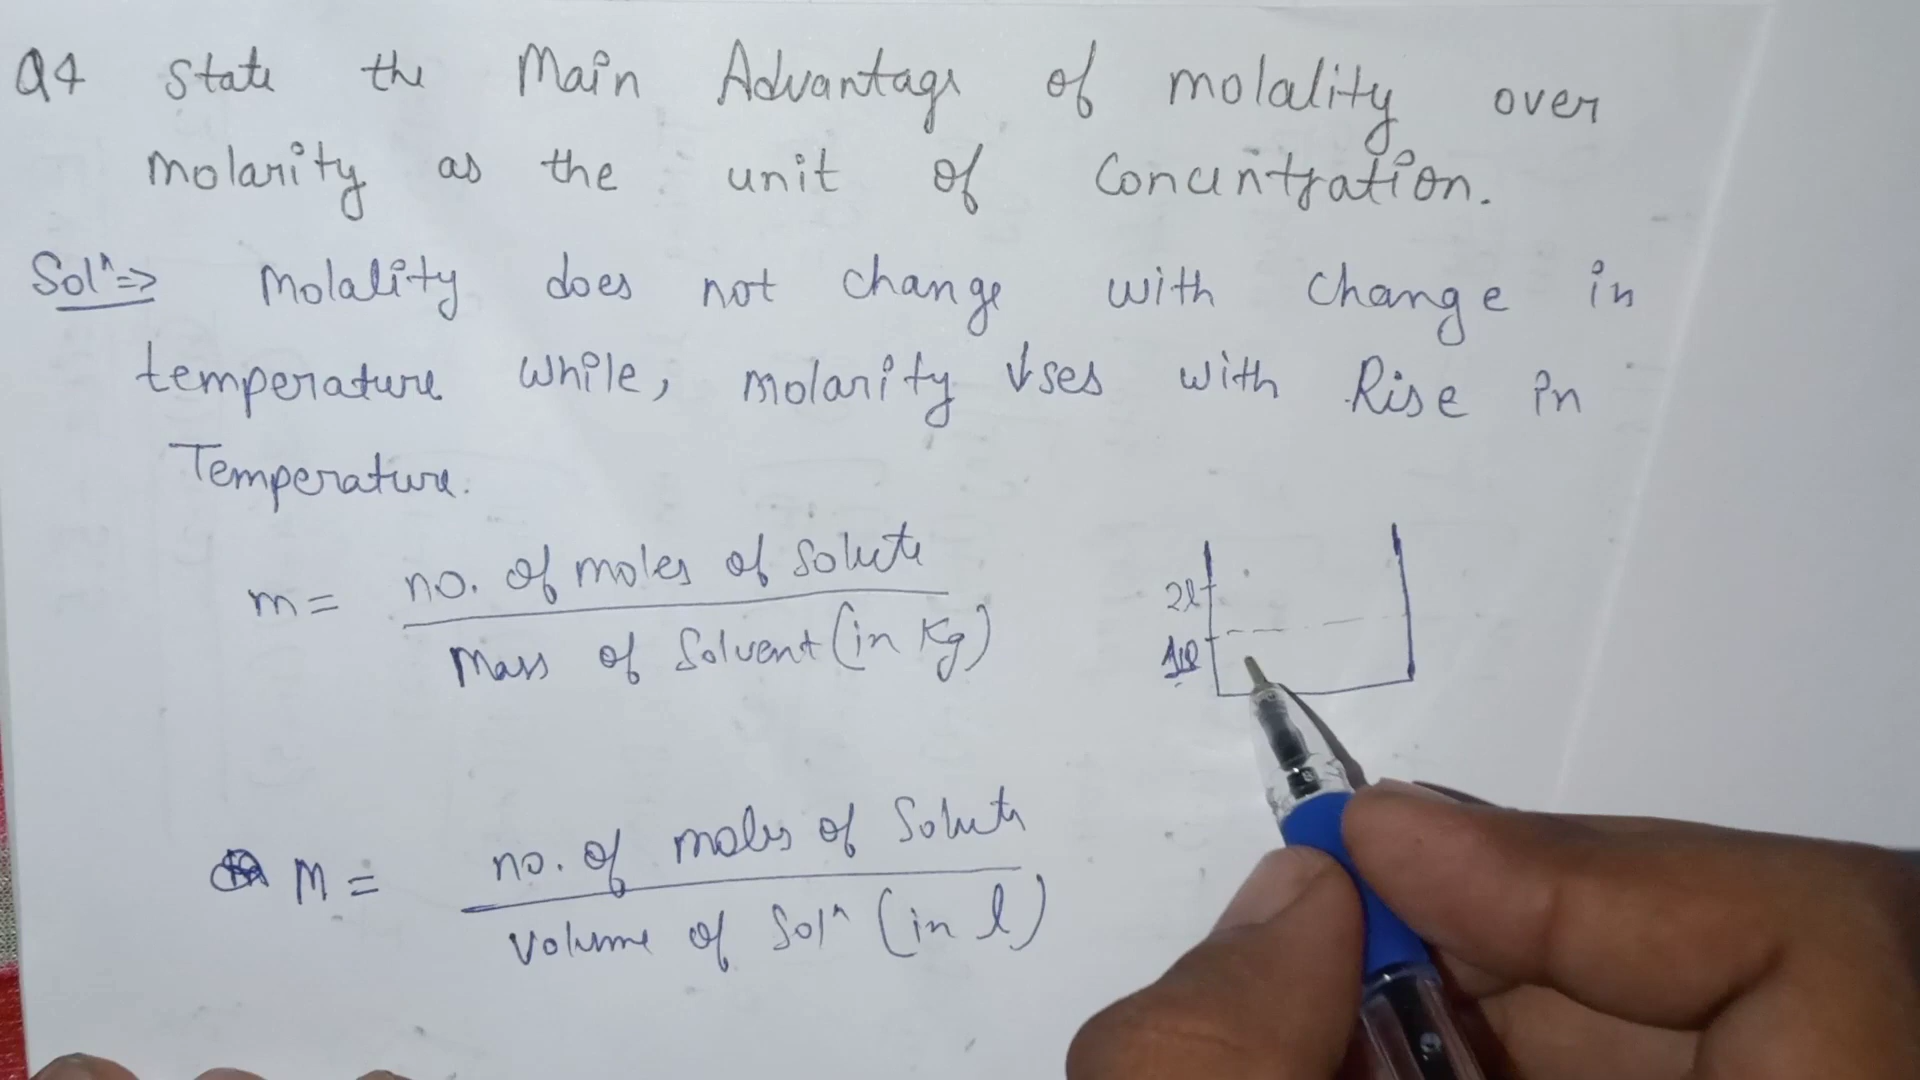 Q4 State the Main Advantage of molality over
molarity as the unit of Concentration.
Solⁿ => Molality does not change with change in
temperature While, molarity ↓ses with Rise in
Temperature.
m = no. of moles of solute
Mass of Solvent (in Kg)
2l
M = no. of moles of Solute
Volume of Solⁿ (in l)